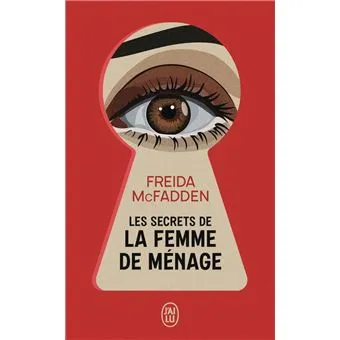 FREIDA
McFADDEN
LES SECRETS DE
LA FEMME
DE MÉNAGE
J'AI
LU